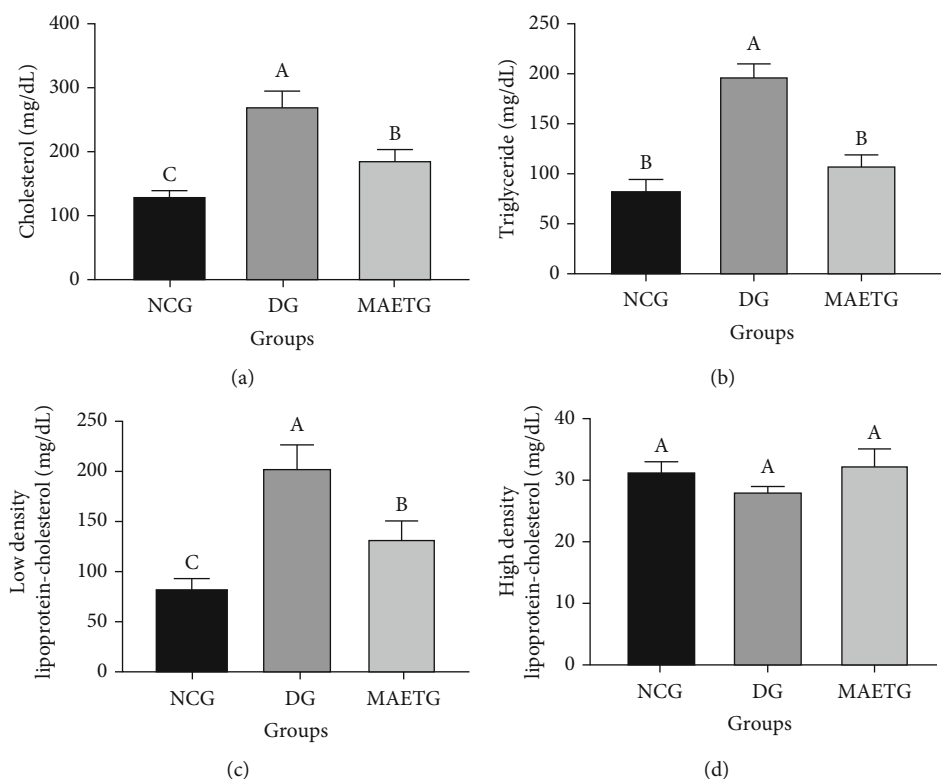 Cholesterol (mg/dL)
400
300
200
100
0
C
A
B
NCG
DG
MAETG
Groups
(a)
Triglyceride (mg/dL)
250
200
150
100
50
0
B
A
B
NCG
DG
MAETG
Groups
(b)
Low density
lipoprotein-cholesterol (mg/dL)
250
200
150
100
50
0
C
A
B
NCG
DG
MAETG
Groups
(c)
High density
lipoprotein-cholesterol (mg/dL)
40
30
20
10
0
A
A
A
NCG
DG
MAETG
Groups
(d)